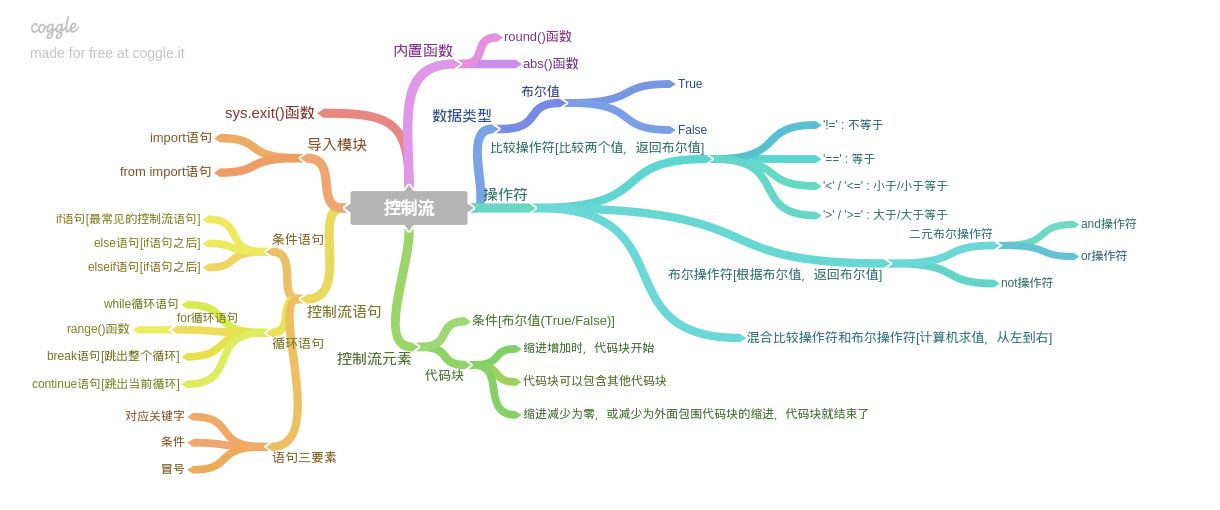 coggle
made for free at coggle.it
控制流
内置函数
round()函数
abs()函数
数据类型
布尔值
True
False
操作符
比较操作符[比较两个值，返回布尔值]
'!=' : 不等于
'==' : 等于
'<' / '<=' : 小于/小于等于
'>' / '>=' : 大于/大于等于
布尔操作符[根据布尔值，返回布尔值]
二元布尔操作符
and操作符
or操作符
not操作符
混合比较操作符和布尔操作符[计算机求值，从左到右]
控制流元素
条件[布尔值(True/False)]
代码块
缩进增加时，代码块开始
代码块可以包含其他代码块
缩进减少为零，或减少为外面包围代码块的缩进，代码块就结束了
sys.exit()函数
导入模块
import语句
from import语句
控制流语句
条件语句
if语句[最常见的控制流语句]
else语句[if语句之后]
elseif语句[if语句之后]
循环语句
while循环语句
for循环语句
range()函数
break语句[跳出整个循环]
continue语句[跳出当前循环]
语句三要素
对应关键字
条件
冒号